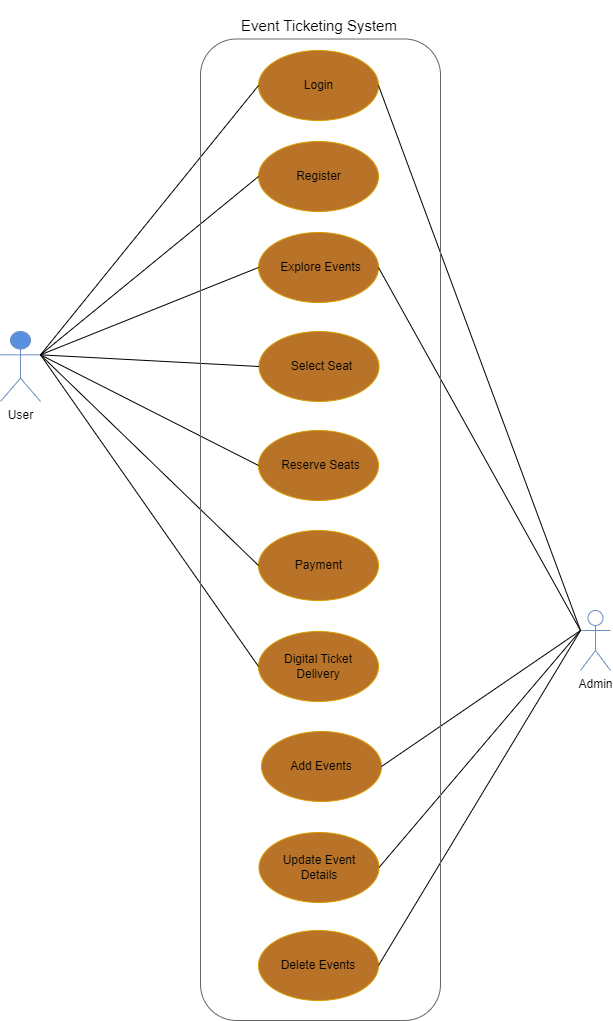 Event Ticketing System
Login
Register
Explore Events
Select Seat
User
Reserve Seats
Payment
Digital Ticket
Delivery
Admin
Add Events
Update Event
Details
Delete Events